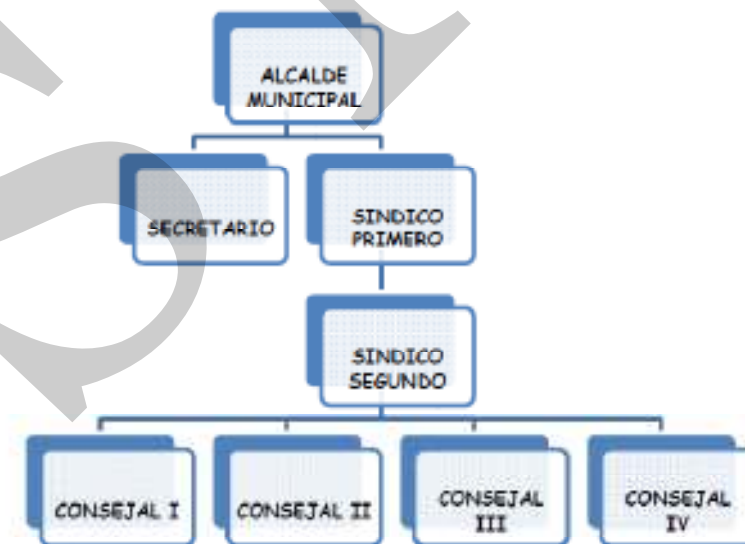 ALCALDE
MUNICIPAL
SECRETARIO
SINDICO
PRIMERO
SINDICO
SEGUNDO
CONSEJAL I
CONSEJAL II
CONSEJAL
III
CONSEJAL
IV